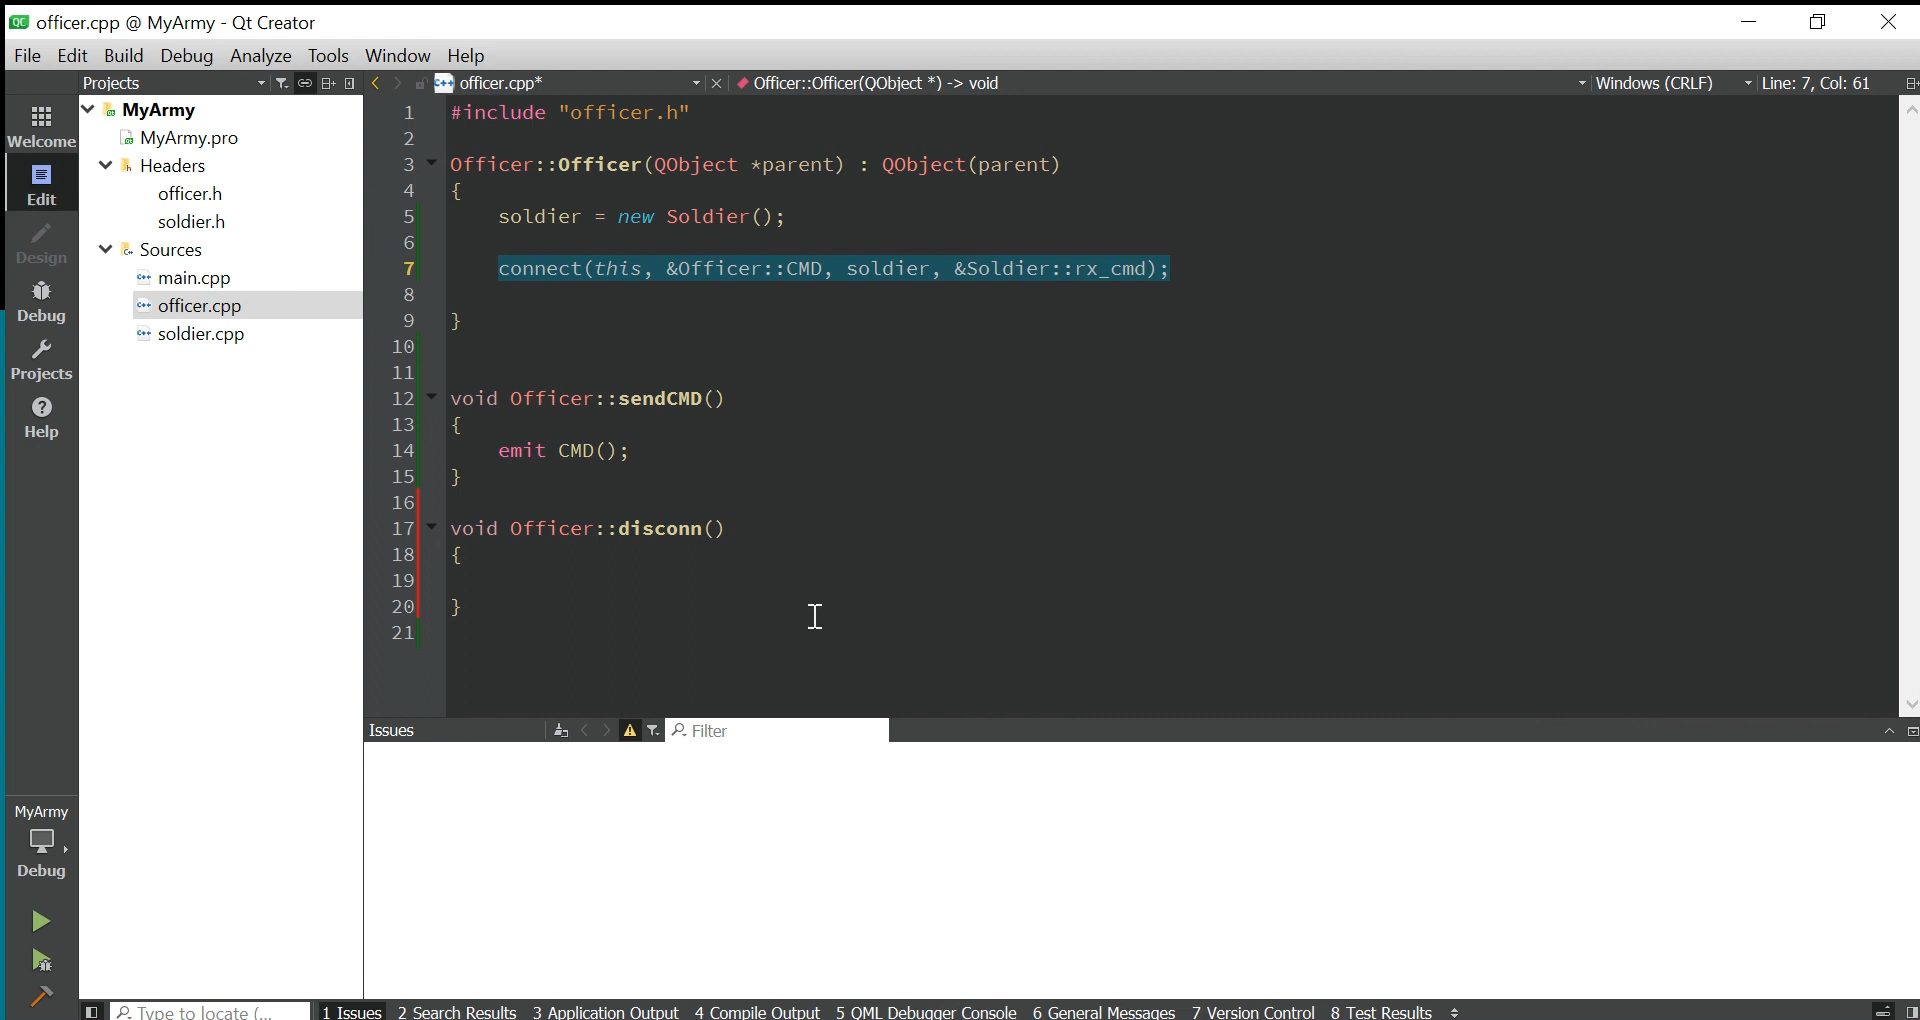 officer.cpp @ MyArmy - Qt Creator
File Edit Build Debug Analyze Tools Window Help
Projects officer.cpp* Officer::Officer(QObject *) -> void Windows (CRLF) Line: 7, Col: 61
Welcome
Edit
Design
Debug
Projects
Help
MyArmy
MyArmy.pro
Headers
officer.h
soldier.h
Sources
main.cpp
officer.cpp
soldier.cpp
1 #include "officer.h"
2
3 Officer::Officer(QObject *parent) : QObject(parent)
4 {
5 soldier = new Soldier();
6
7 connect(this, &Officer::CMD, soldier, &Soldier::rx_cmd);
8
9 }
10
11
12 void Officer::sendCMD()
13 {
14 emit CMD();
15 }
16
17 void Officer::disconn()
18 {
19
20 }
21
Issues Filter
MyArmy
Debug
Type to locate (... 1 Issues 2 Search Results 3 Application Output 4 Compile Output 5 QML Debugger Console 6 General Messages 7 Version Control 8 Test Results